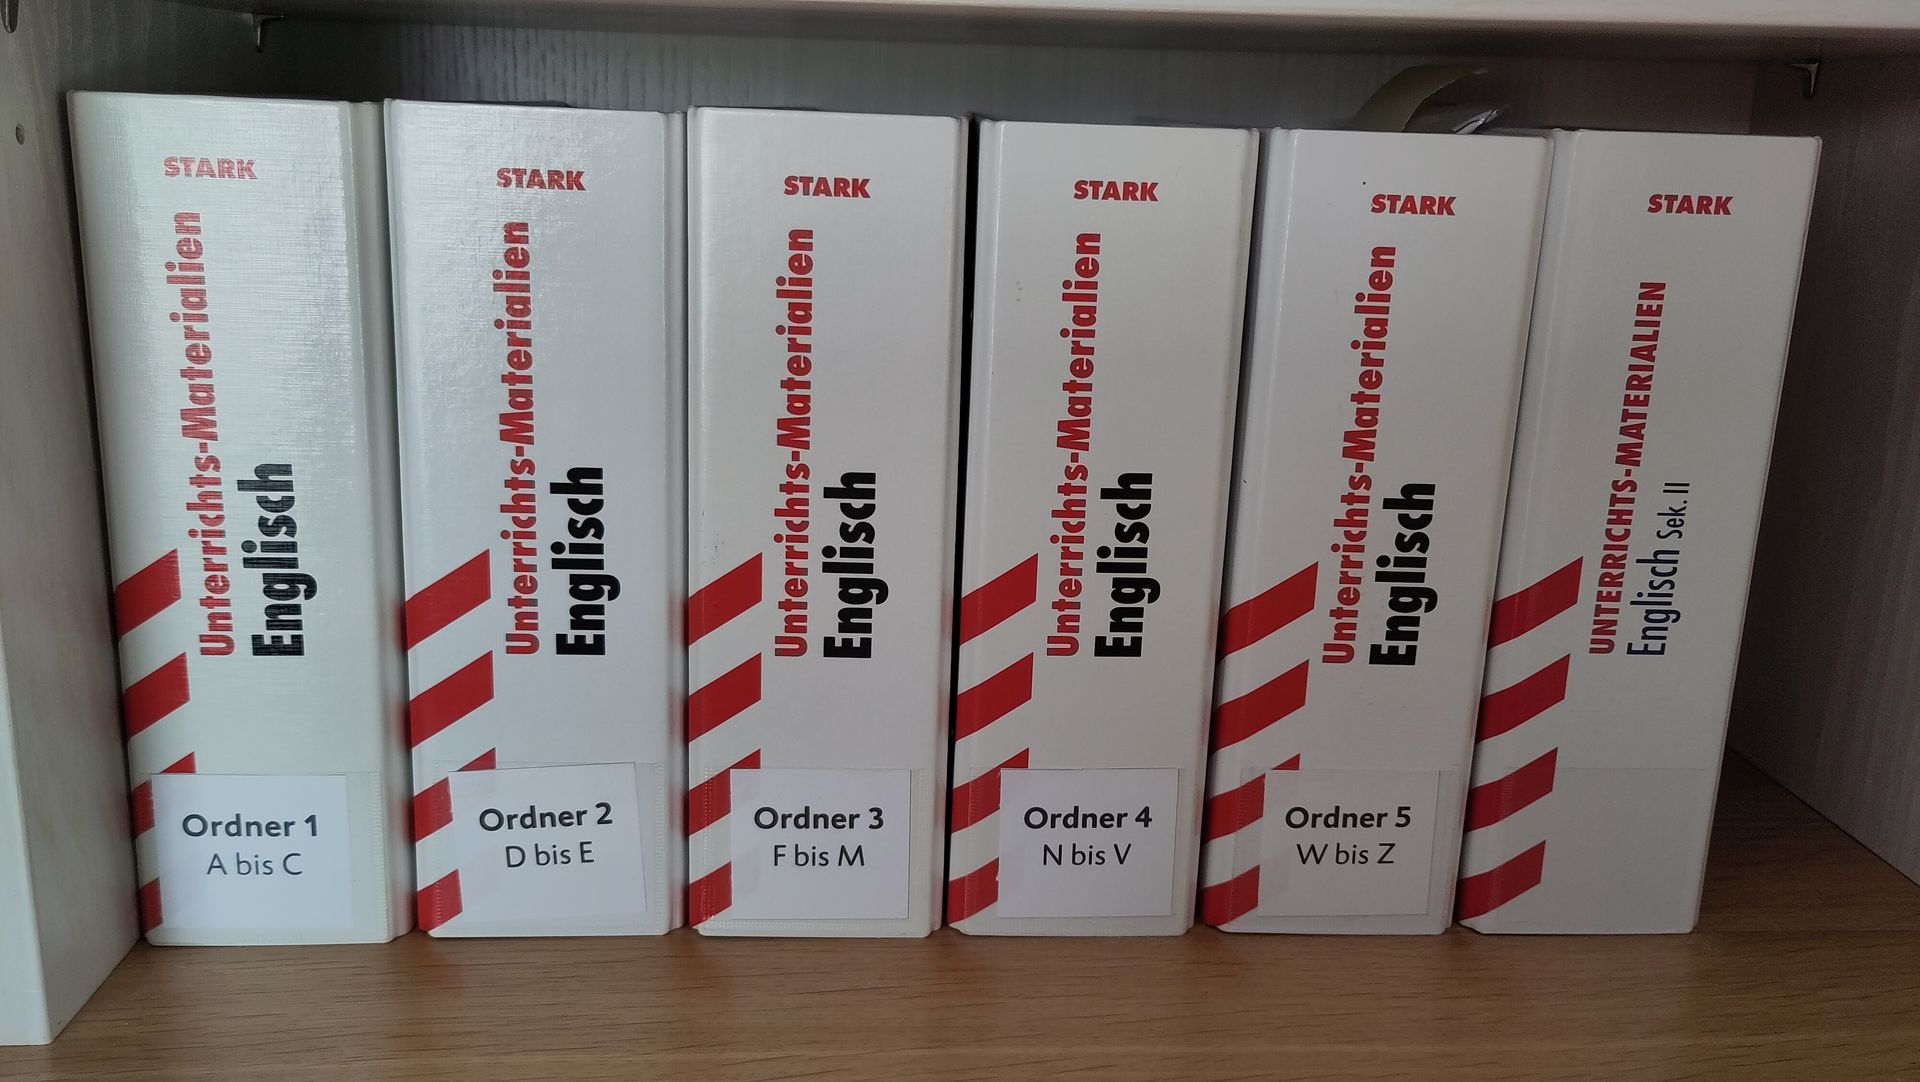 STARK
Unterrichts-Materialien
Englisch
Ordner 1
A bis C
STARK
Unterrichts-Materialien
Englisch
Ordner 2
D bis E
STARK
Unterrichts-Materialien
Englisch
Ordner 3
F bis M
STARK
Unterrichts-Materialien
Englisch
Ordner 4
N bis V
STARK
Unterrichts-Materialien
Englisch
Ordner 5
W bis Z
STARK
UNTERRICHTS-MATERIALIEN
Englisch Sek. II